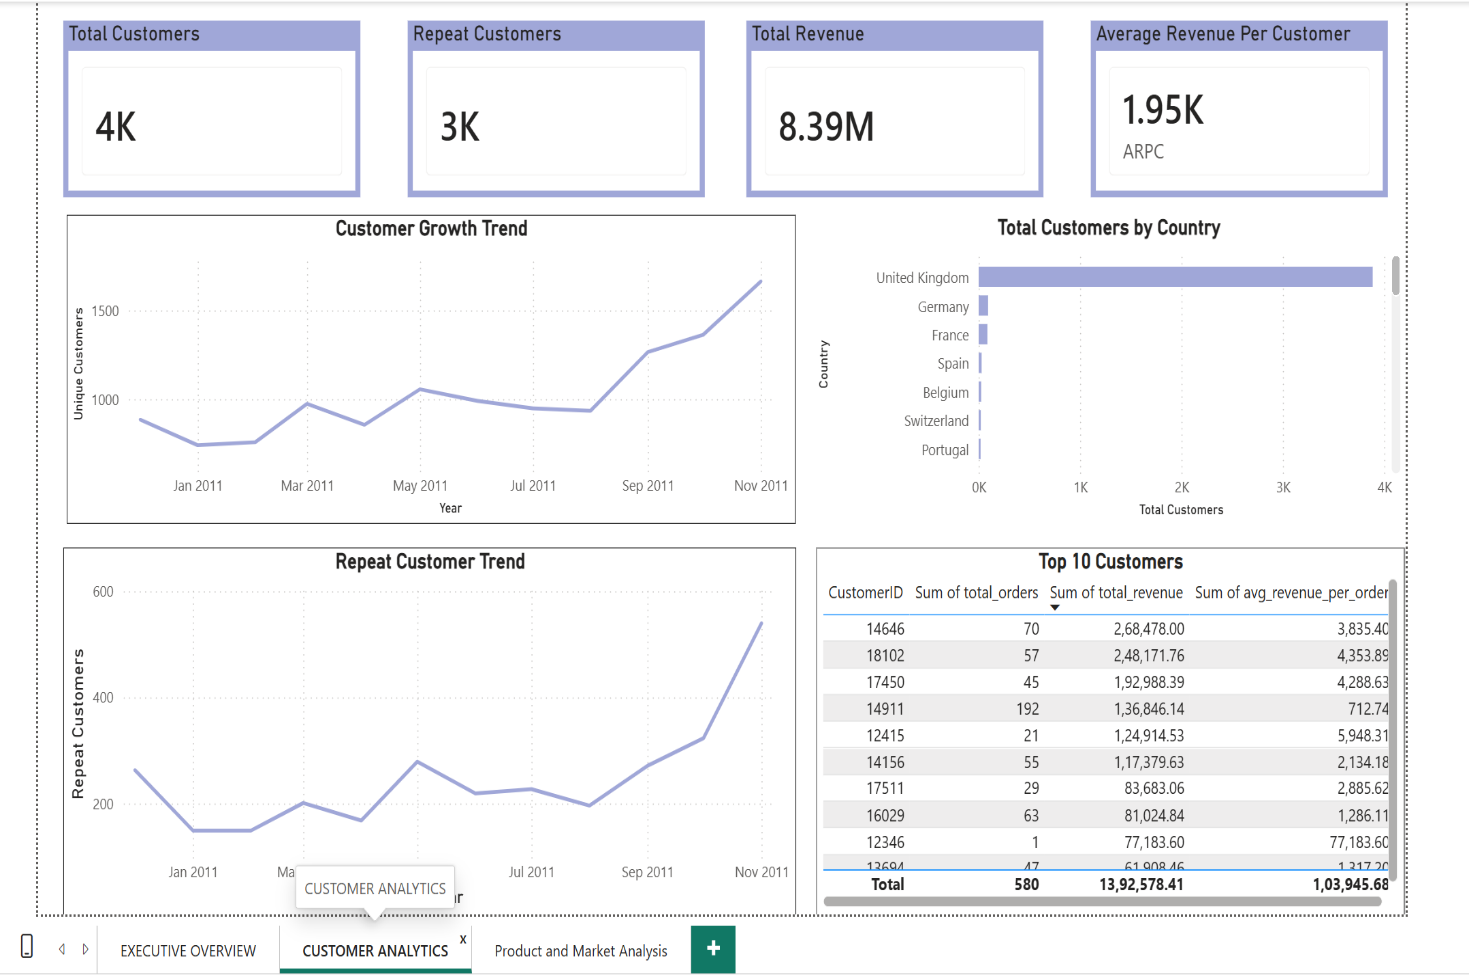 Total Customers
Repeat Customers
Total Revenue
Average Revenue Per Customer
4K
3K
8.39M
1.95K
ARPC
Customer Growth Trend
Unique Customers
1500
1000
Jan 2011
Mar 2011
May 2011
Jul 2011
Sep 2011
Nov 2011
Year
Total Customers by Country
Country
United Kingdom
Germany
France
Spain
Belgium
Switzerland
Portugal
0K
1K
2K
3K
4K
Total Customers
Repeat Customer Trend
Repeat Customers
600
400
200
Jan 2011
Ma
Jul 2011
Sep 2011
Nov 2011
CUSTOMER ANALYTICS
Top 10 Customers
CustomerID Sum of total_orders Sum of total_revenue Sum of avg_revenue_per_order
14646 70 2,68,478.00 3,835.40
18102 57 2,48,171.76 4,353.89
17450 45 1,92,988.39 4,288.63
14911 192 1,36,846.14 712.74
12415 21 1,24,914.53 5,948.31
14156 55 1,17,379.63 2,134.18
17511 29 83,683.06 2,885.62
16029 63 81,024.84 1,286.11
12346 1 77,183.60 77,183.60
13694 47 61,908.46 1,317.20
Total 580 13,92,578.41 1,03,945.68
EXECUTIVE OVERVIEW
CUSTOMER ANALYTICS
x
Product and Market Analysis
+